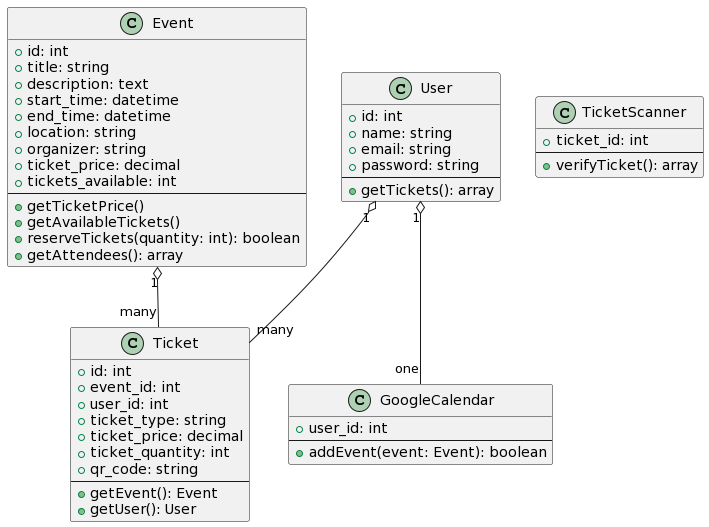 C Event
+ id: int
+ title: string
+ description: text
+ start_time: datetime
+ end_time: datetime
+ location: string
+ organizer: string
+ ticket_price: decimal
+ tickets_available: int
+ getTicketPrice()
+ getAvailableTickets()
+ reserveTickets(quantity: int): boolean
+ getAttendees(): array
C User
id: int
name: string
email: string
password: string
getTickets(): array
C TicketScanner
ticket_id: int
verifyTicket(): array
1
many
1
many
1
one
C Ticket
id: int
event_id: int
user_id: int
ticket_type: string
ticket_price: decimal
ticket_quantity: int
qr_code: string
getEvent(): Event
getUser(): User
C GoogleCalendar
user_id: int
addEvent(event: Event): boolean